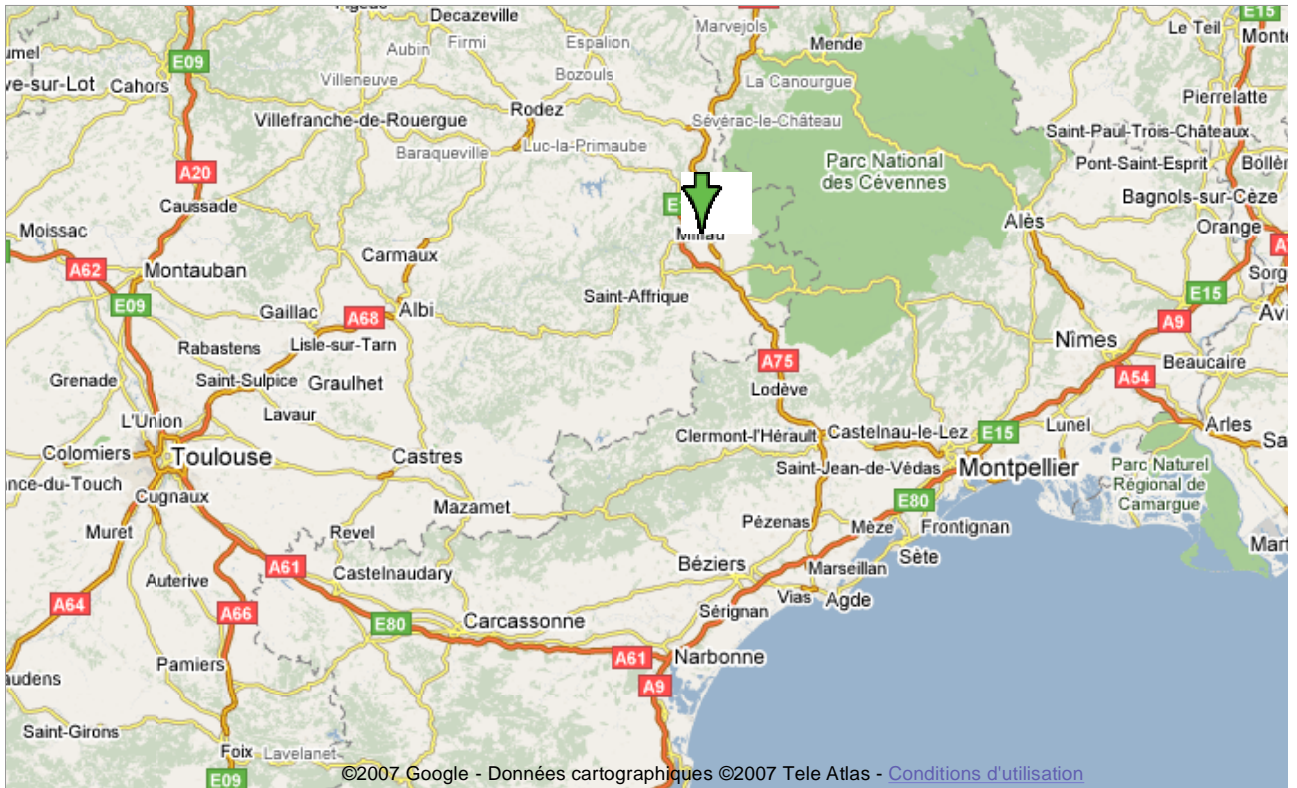 Decazeville
Marvejols
Le Teil
E15
Aubin
Firmi
Espalion
Mende
E09
Villeneuve
Bozouls
La Canourgue
ve-sur-Lot
Cahors
Pierrelatte
Rodez
Villefranche-de-Rouergue
Sévérac-le-Château
Saint-Paul-Trois-Châteaux
Baraqueville
Luc-la-Primaube
Parc National
des Cévennes
Pont-Saint-Esprit
A20
Bagnols-sur-Cèze
Caussade
Alès
Orange
Moissac
Millau
Carmaux
A62
Montauban
Saint-Affrique
E15
E09
Gaillac
A68
Albi
A9
Rabastens
Lisle-sur-Tarn
Nîmes
A75
Beaucaire
Grenade
Saint-Sulpice
Graulhet
Lodève
A54
L'Union
Lavaur
Colomiers
Toulouse
Castres
Clermont-l'Hérault
Castelnau-le-Lez
E15
Lunel
Arles
Saint-Jean-de-Védas
Montpellier
Parc Naturel
Régional de
Camargue
nce-du-Touch
Cugnaux
Mazamet
E80
Muret
Revel
Pézenas
Mèze
Frontignan
Sète
A61
Castelnaudary
Béziers
Marseillan
Auterive
A64
A66
E80
Carcassonne
Sérignan
Vias
Agde
Pamiers
A61
Narbonne
A9
audens
Saint-Girons
Foix
Lavelanet
E09
©2007 Google - Données cartographiques ©2007 Tele Atlas - Conditions d'utilisation